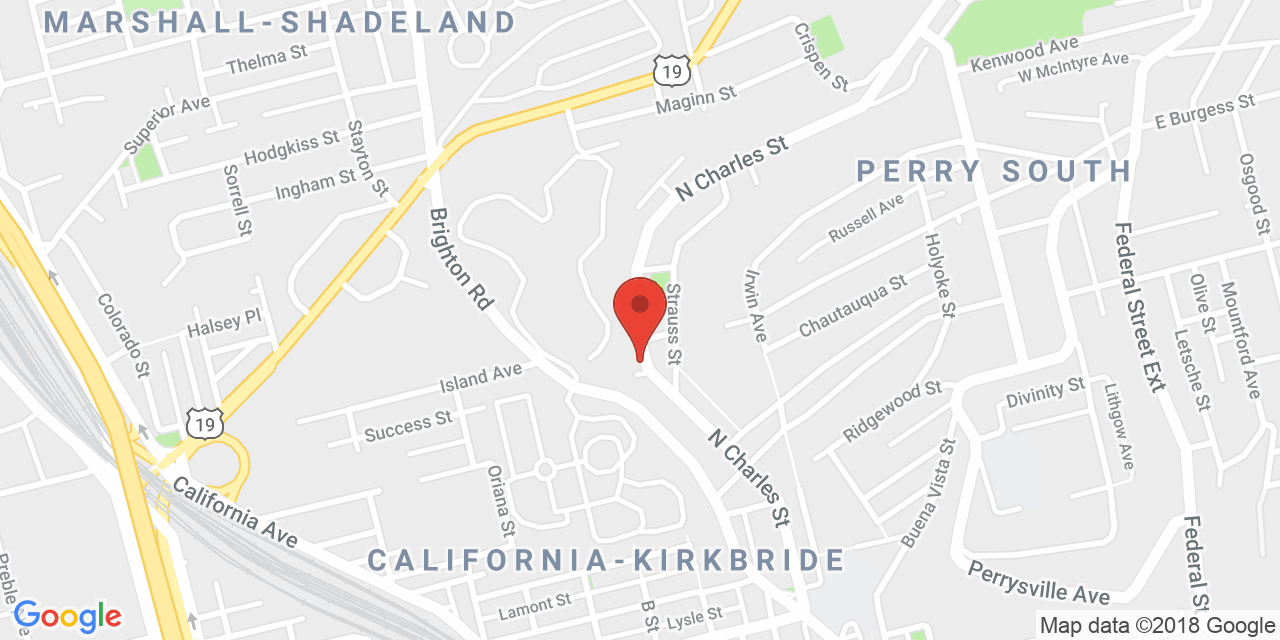 MARSHALL-SHADELAND
Thelma St
Superior Ave
Hodgkiss St
Stayton St
Sorrell St
Ingham St
19
Maginn St
Crispen St
Kenwood Ave
W McIntyre Ave
E Burgess St
N Charles St
PERRY SOUTH
Osgood St
Russell Ave
Holyoke St
Brighton Rd
Federal Street Ext
Colorado St
Halsey Pl
Strauss St
Irwin Ave
Chautauqua St
Olive St
Mountford Ave
Letsche St
Island Ave
Success St
19
Ridgewood St
Divinity St
Lithgow Ave
N Charles St
Oriana St
California Ave
Buena Vista St
CALIFORNIA-KIRKBRIDE
Perrysville Ave
Federal St
Preble
Lamont St
B St
Lysle St
Google
Map data ©2018 Google